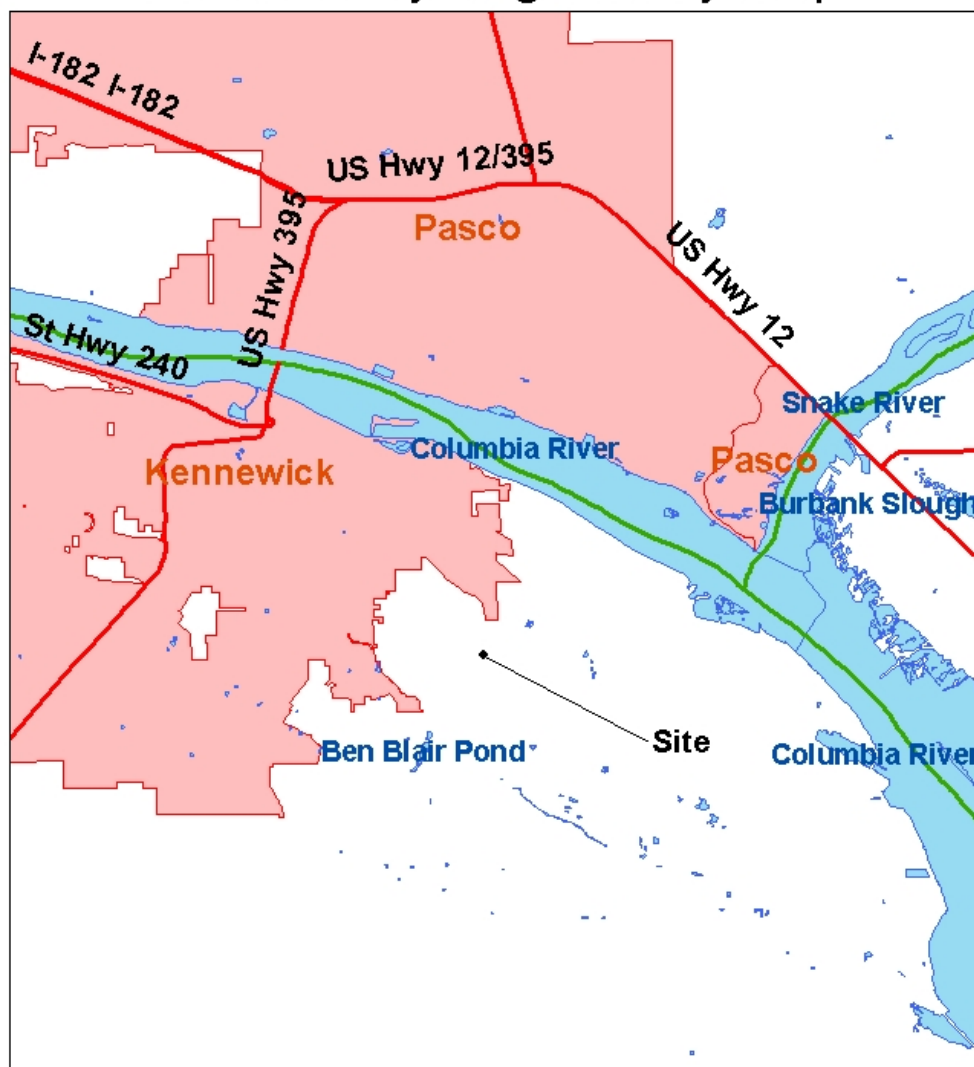 I-182 I-182
US Hwy 12/395
Pasco
US Hwy 395
US Hwy 12
St Hwy 240
Snake River
Columbia River
Pasco
Kennewick
Burbank Slough
Site
Ben Blair Pond
Columbia River